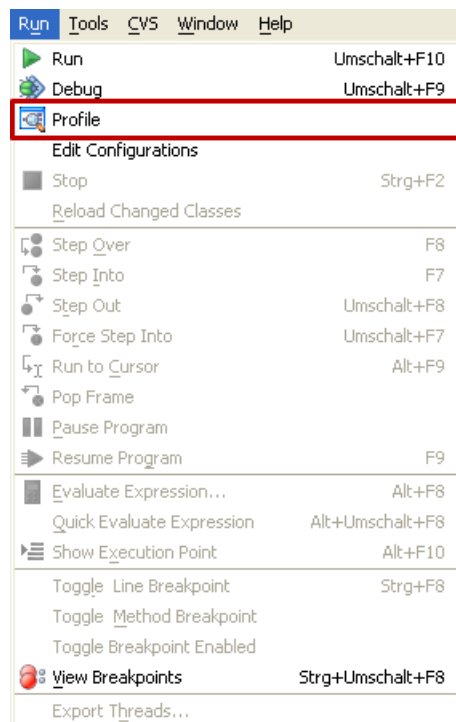 Run Tools CVS Window Help
Run Umschalt+F10
Debug Umschalt+F9
Profile
Edit Configurations
Stop Strg+F2
Reload Changed Classes
Step Over F8
Step Into F7
Step Out Umschalt+F8
Force Step Into Umschalt+F7
Run to Cursor Alt+F9
Pop Frame
Pause Program
Resume Program F9
Evaluate Expression... Alt+F8
Quick Evaluate Expression Alt+Umschalt+F8
Show Execution Point Alt+F10
Toggle Line Breakpoint Strg+F8
Toggle Method Breakpoint
Toggle Breakpoint Enabled
View Breakpoints Strg+Umschalt+F8
Export Threads...